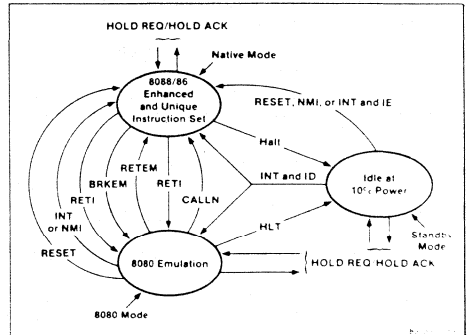 HOLD REQ/HOLD ACK
Native Mode
8088/86
Enhanced
and Unique
Instruction Set
RESET, NMI, or INT and IE
Halt
RETEM
BRKEM
RETI
RETI
CALLN
INT and ID
Idle at
10% Power
INT
or NMI
RESET
HLT
Standby
Mode
8080 Emulation
HOLD REQ/HOLD ACK
8080 Mode